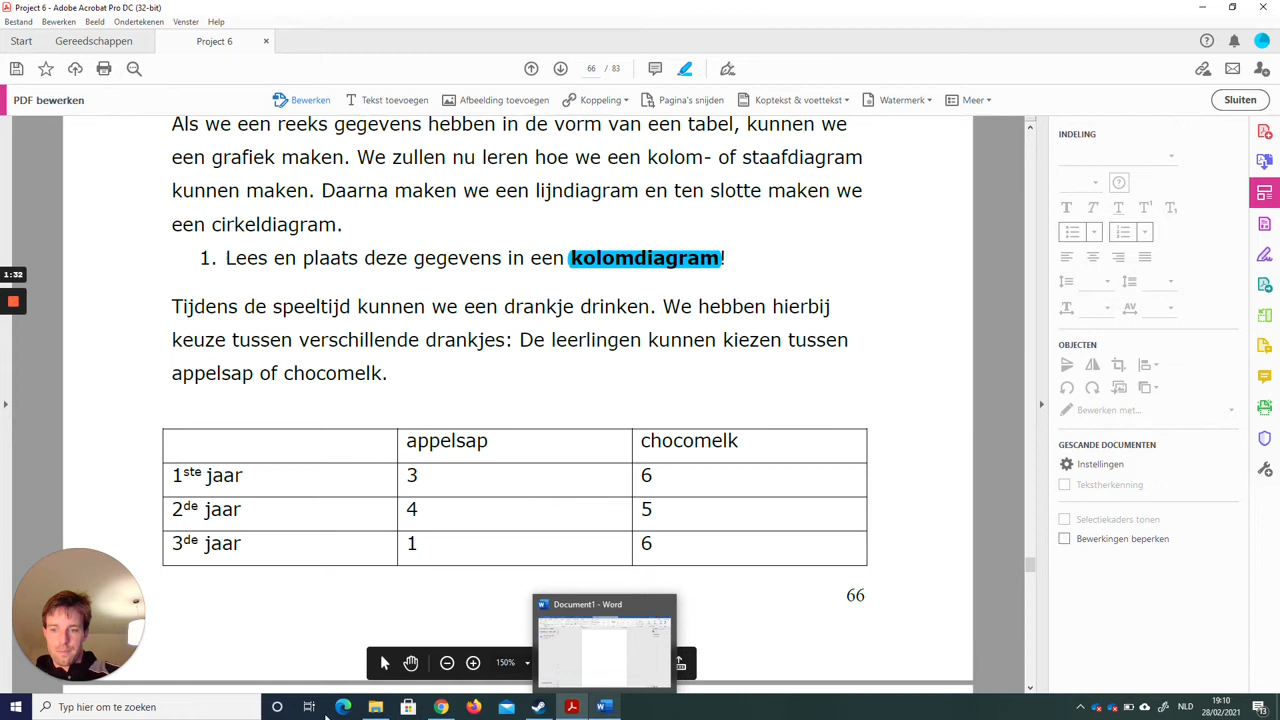 Project 6 - Adobe Acrobat Pro DC (32-bit)
Bestand Bewerken Beeld Ondertekenen Venster Help
Start Gereedschappen Project 6 ×
66 / 83
PDF bewerken Bewerken Tekst toevoegen Afbeelding toevoegen Koppeling Pagina's snijden Koptekst & voettekst Watermerk Meer Sluiten
Als we een reeks gegevens hebben in de vorm van een tabel, kunnen we
een grafiek maken. We zullen nu leren hoe we een kolom- of staafdiagram
kunnen maken. Daarna maken we een lijndiagram en ten slotte maken we
een cirkeldiagram.
1. Lees en plaats deze gegevens in een kolomdiagram!
Tijdens de speeltijd kunnen we een drankje drinken. We hebben hierbij
keuze tussen verschillende drankjes: De leerlingen kunnen kiezen tussen
appelsap of chocomelk.
appelsap chocomelk
1ste jaar 3 6
2de jaar 4 5
3de jaar 1 6
66
1:32
INDELING
OBJECTEN
Bewerken met...
GESCANDE DOCUMENTEN
Instellingen
Tekstherkenning
Selectiekaders tonen
Bewerkingen beperken
Document1 - Word
150%
Typ hier om te zoeken
NLD
19:10
28/02/2021
13